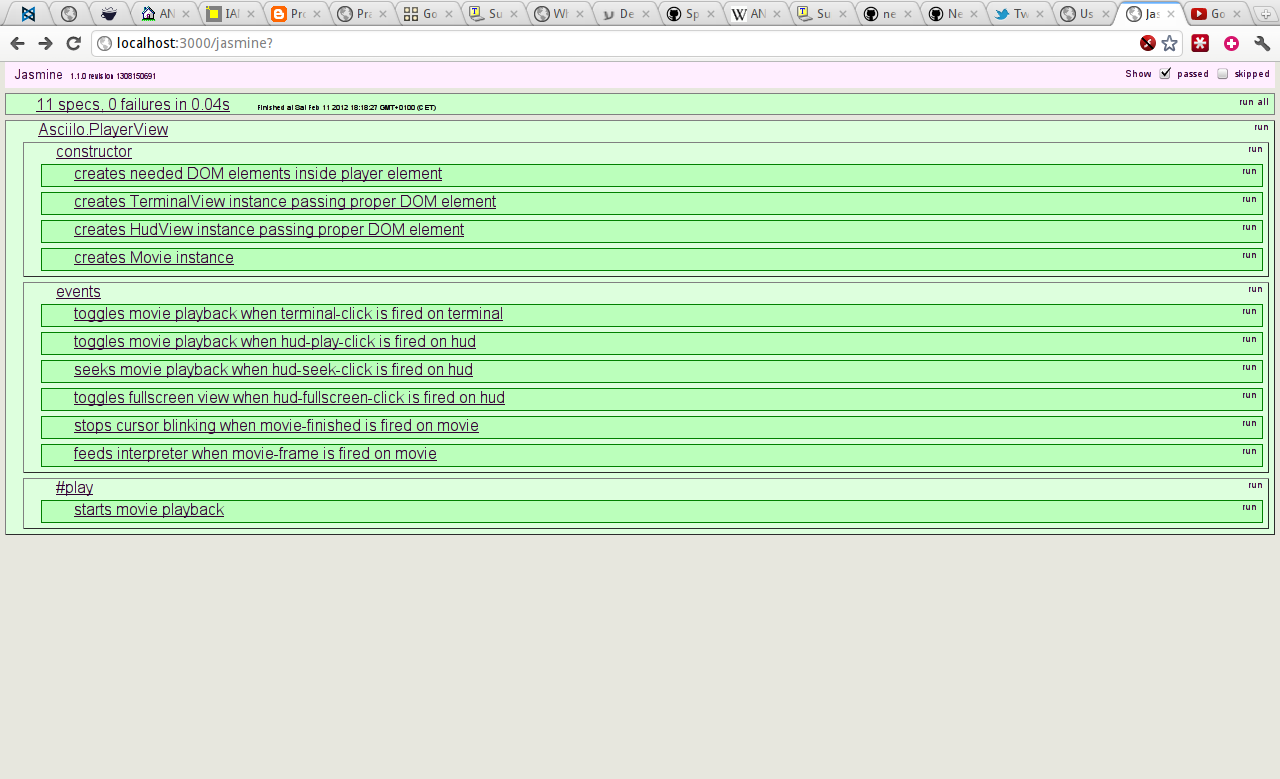 AN IAN Pro Pra Go Su Wh De Sp AN Su ne Ne Tw Us Jas Go
localhost:3000/jasmine?
Jasmine 1.1.0 revision 1308150691 Show passed skipped
11 specs, 0 failures in 0.04s Finished at Sat Feb 11 2012 18:18:27 GMT+0100 (CET) run all
Asciilo.PlayerView run
constructor run
creates needed DOM elements inside player element run
creates TerminalView instance passing proper DOM element run
creates HudView instance passing proper DOM element run
creates Movie instance run
events run
toggles movie playback when terminal-click is fired on terminal run
toggles movie playback when hud-play-click is fired on hud run
seeks movie playback when hud-seek-click is fired on hud run
toggles fullscreen view when hud-fullscreen-click is fired on hud run
stops cursor blinking when movie-finished is fired on movie run
feeds interpreter when movie-frame is fired on movie run
#play run
starts movie playback run